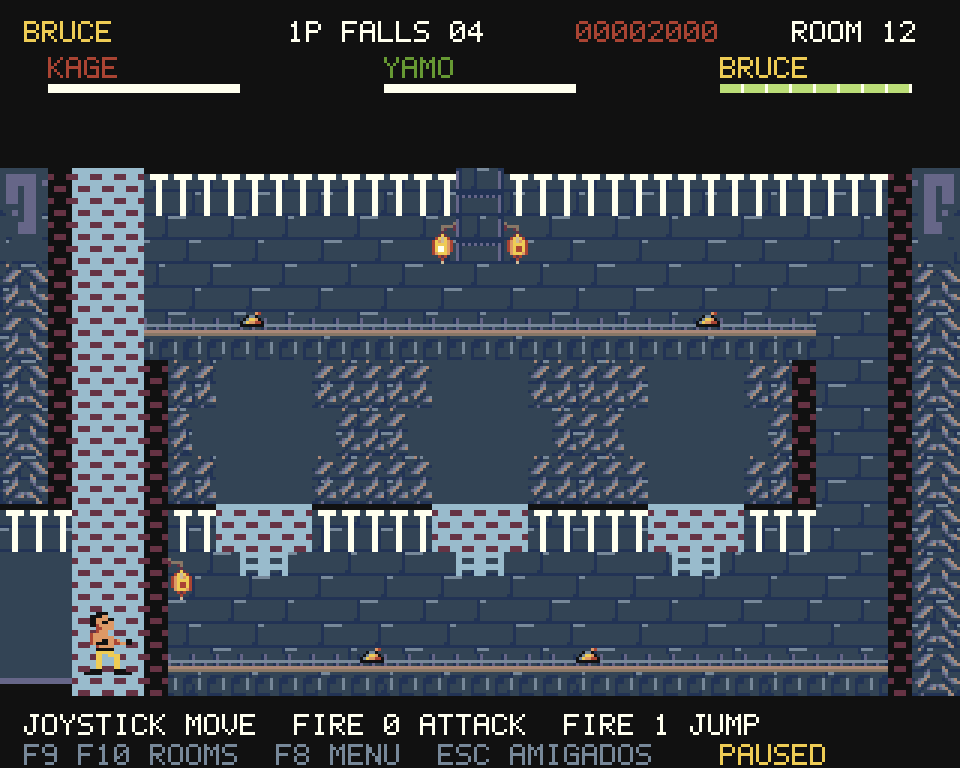 BRUCE 1P FALLS 04 00002000 ROOM 12
KAGE YAMO BRUCE
JOYSTICK MOVE FIRE 0 ATTACK FIRE 1 JUMP
F9 F10 ROOMS F8 MENU ESC AMIGADOS PAUSED